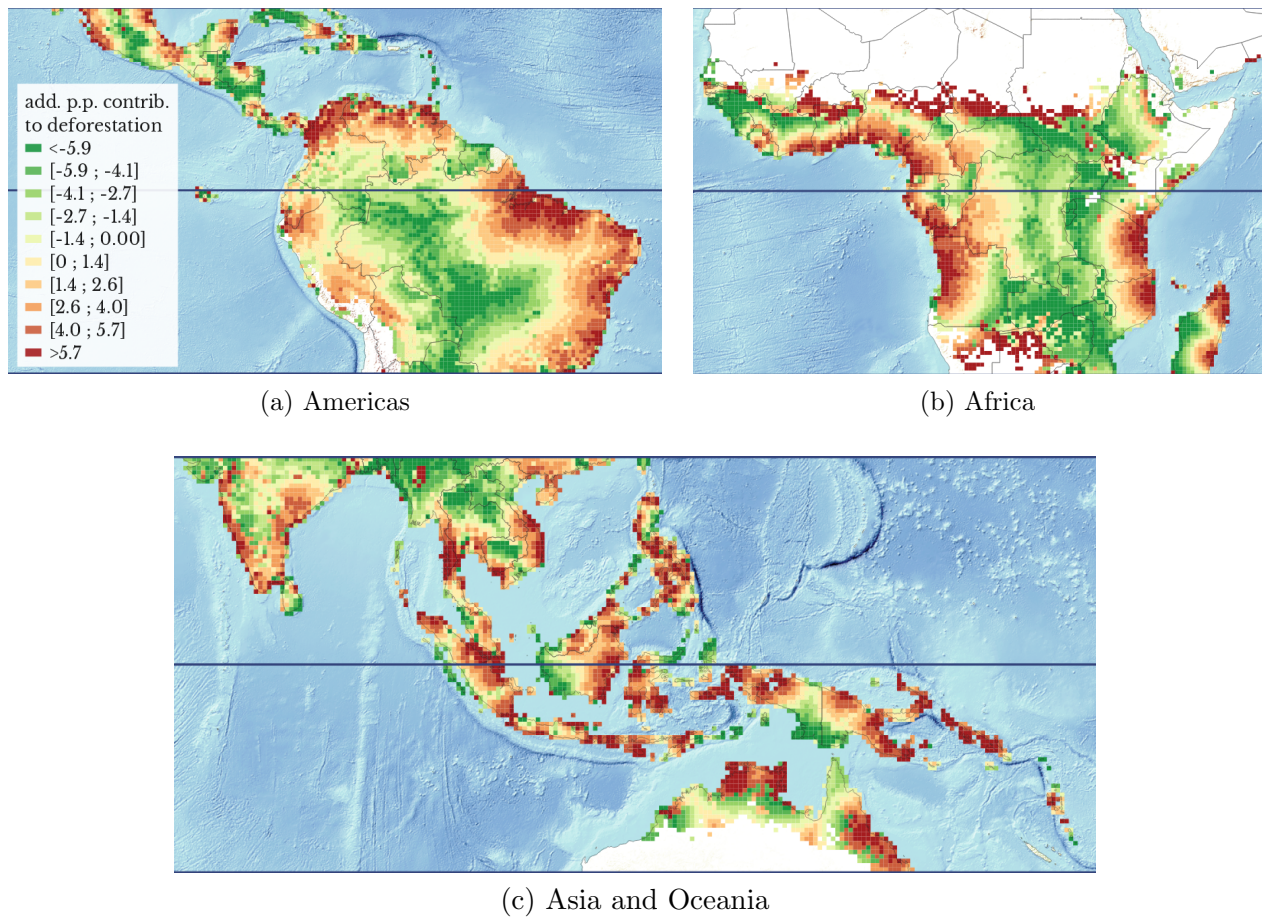 add. p.p. contrib.
to deforestation
<-5.9
[-5.9 ; -4.1]
[-4.1 ; -2.7]
[-2.7 ; -1.4]
[-1.4 ; 0.00]
[0 ; 1.4]
[1.4 ; 2.6]
[2.6 ; 4.0]
[4.0 ; 5.7]
>5.7
(a) Americas
(b) Africa
(c) Asia and Oceania